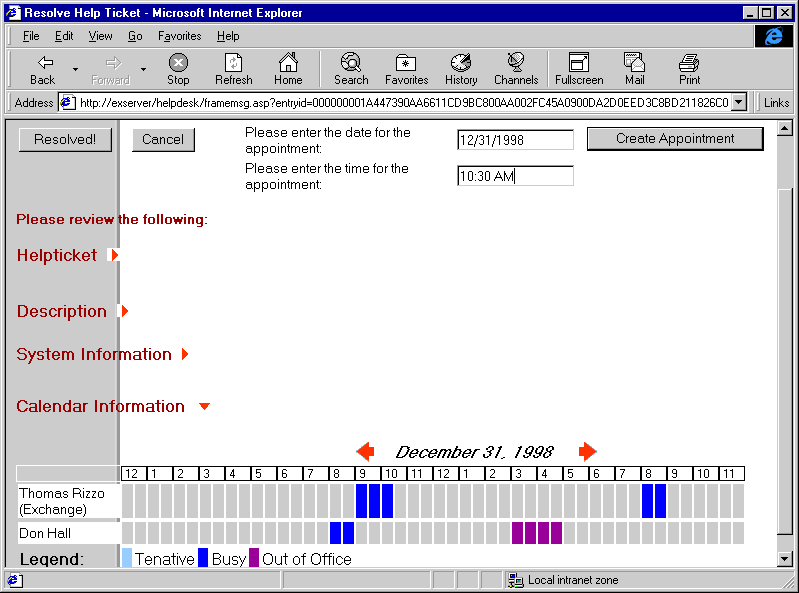 Resolve Help Ticket - Microsoft Internet Explorer
File Edit View Go Favorites Help
Back Forward Stop Refresh Home Search Favorites History Channels Fullscreen Mail Print
Address http://exserver/helpdesk/framemsg.asp?entryid=000000001A447390AA6611CD9BC800AA002FC45A0900DA2D0EED3C8BD211826C0 Links
Resolved! Cancel Please enter the date for the appointment: 12/31/1998 Create Appointment
Please enter the time for the appointment: 10:30 AM
Please review the following:
Helpticket
Description
System Information
Calendar Information
December 31, 1998
12 1 2 3 4 5 6 7 8 9 10 11 12 1 2 3 4 5 6 7 8 9 10 11
Thomas Rizzo
(Exchange)
Don Hall
Legend: Tenative Busy Out of Office
Local intranet zone